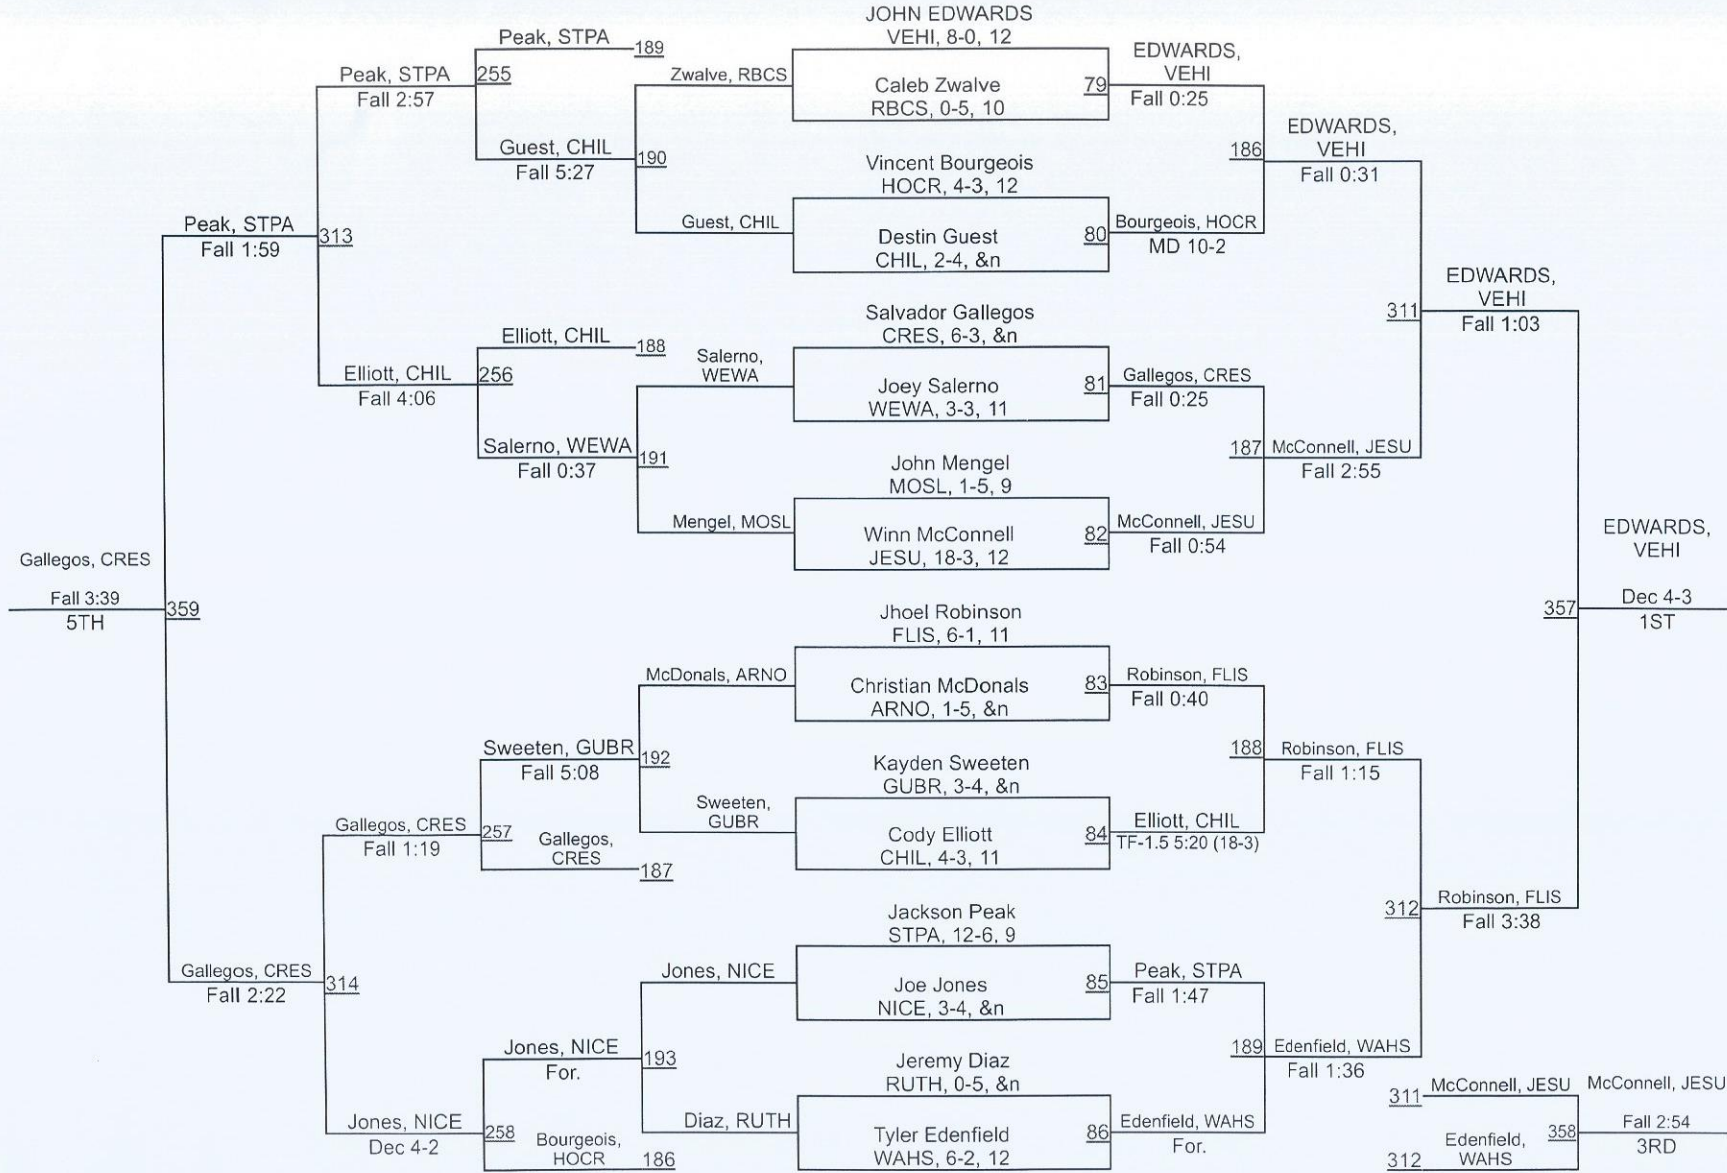 JOHN EDWARDS
VEHI, 8-0, 12
Peak, STPA
189
EDWARDS,
VEHI
Peak, STPA
255
Zwalve, RBCS
Caleb Zwalve
79
Fall 2:57
RBCS, 0-5, 10
Fall 0:25
EDWARDS,
VEHI
Guest, CHIL
190
Vincent Bourgeois
186
Fall 5:27
HOCR, 4-3, 12
Fall 0:31
Peak, STPA
313
Guest, CHIL
Destin Guest
80
Bourgeois, HOCR
Fall 1:59
CHIL, 2-4, &n
MD 10-2
EDWARDS,
VEHI
Salvador Gallegos
311
Fall 1:03
CRES, 6-3, &n
Elliott, CHIL
188
Salerno,
WEWA
Elliott, CHIL
256
Joey Salerno
81
Gallegos, CRES
Fall 4:06
WEWA, 3-3, 11
Fall 0:25
Salerno, WEWA
191
187
McConnell, JESU
Fall 0:37
John Mengel
Fall 2:55
MOSL, 1-5, 9
Mengel, MOSL
Winn McConnell
82
McConnell, JESU
JESU, 18-3, 12
Fall 0:54
EDWARDS,
VEHI
Gallegos, CRES
Fall 3:39
359
357
Dec 4-3
5TH
1ST
Jhoel Robinson
FLIS, 6-1, 11
McDonals, ARNO
Christian McDonals
83
Robinson, FLIS
ARNO, 1-5, &n
Fall 0:40
Sweeten, GUBR
192
188
Robinson, FLIS
Fall 5:08
Kayden Sweeten
Fall 1:15
GUBR, 3-4, &n
Sweeten,
GUBR
Gallegos, CRES
257
Cody Elliott
84
Elliott, CHIL
Fall 1:19
Gallegos,
CRES
187
CHIL, 4-3, 11
TF-1.5 5:20 (18-3)
312
Robinson, FLIS
Fall 3:38
Jackson Peak
STPA, 12-6, 9
Gallegos, CRES
314
Jones, NICE
Joe Jones
85
Peak, STPA
Fall 2:22
NICE, 3-4, &n
Fall 1:47
Jones, NICE
193
189
Edenfield, WAHS
For.
Jeremy Diaz
Fall 1:36
RUTH, 0-5, &n
311
McConnell, JESU
McConnell, JESU
Jones, NICE
258
Diaz, RUTH
Tyler Edenfield
86
Edenfield, WAHS
358
Fall 2:54
Dec 4-2
Bourgeois,
HOCR
186
WAHS, 6-2, 12
For.
312
Edenfield,
WAHS
3RD